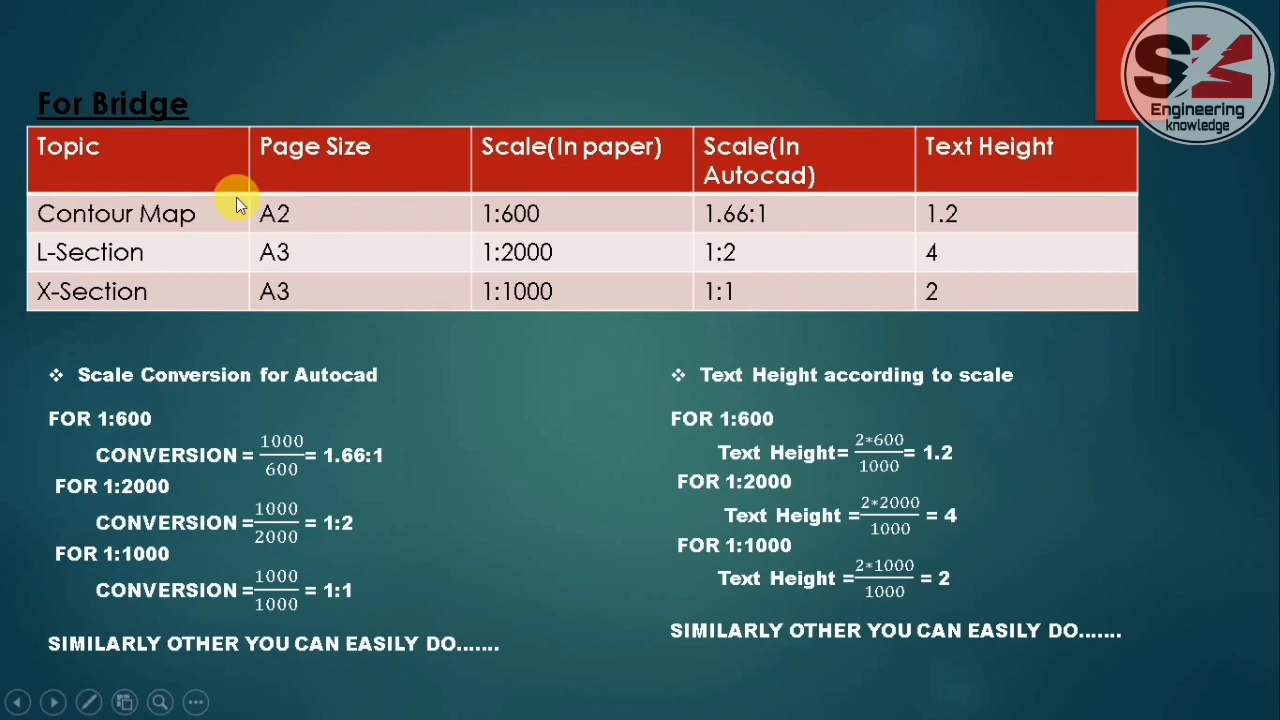 SZ
Engineering
knowledge
For Bridge
Topic Page Size Scale(In paper) Scale(In Autocad) Text Height
Contour Map A2 1:600 1.66:1 1.2
L-Section A3 1:2000 1:2 4
X-Section A3 1:1000 1:1 2
❖ Scale Conversion for Autocad
FOR 1:600
CONVERSION = 1000/600 = 1.66:1
FOR 1:2000
CONVERSION = 1000/2000 = 1:2
FOR 1:1000
CONVERSION = 1000/1000 = 1:1
SIMILARLY OTHER YOU CAN EASILY DO.......
❖ Text Height according to scale
FOR 1:600
Text Height= 2*600/1000 = 1.2
FOR 1:2000
Text Height = 2*2000/1000 = 4
FOR 1:1000
Text Height = 2*1000/1000 = 2
SIMILARLY OTHER YOU CAN EASILY DO.......